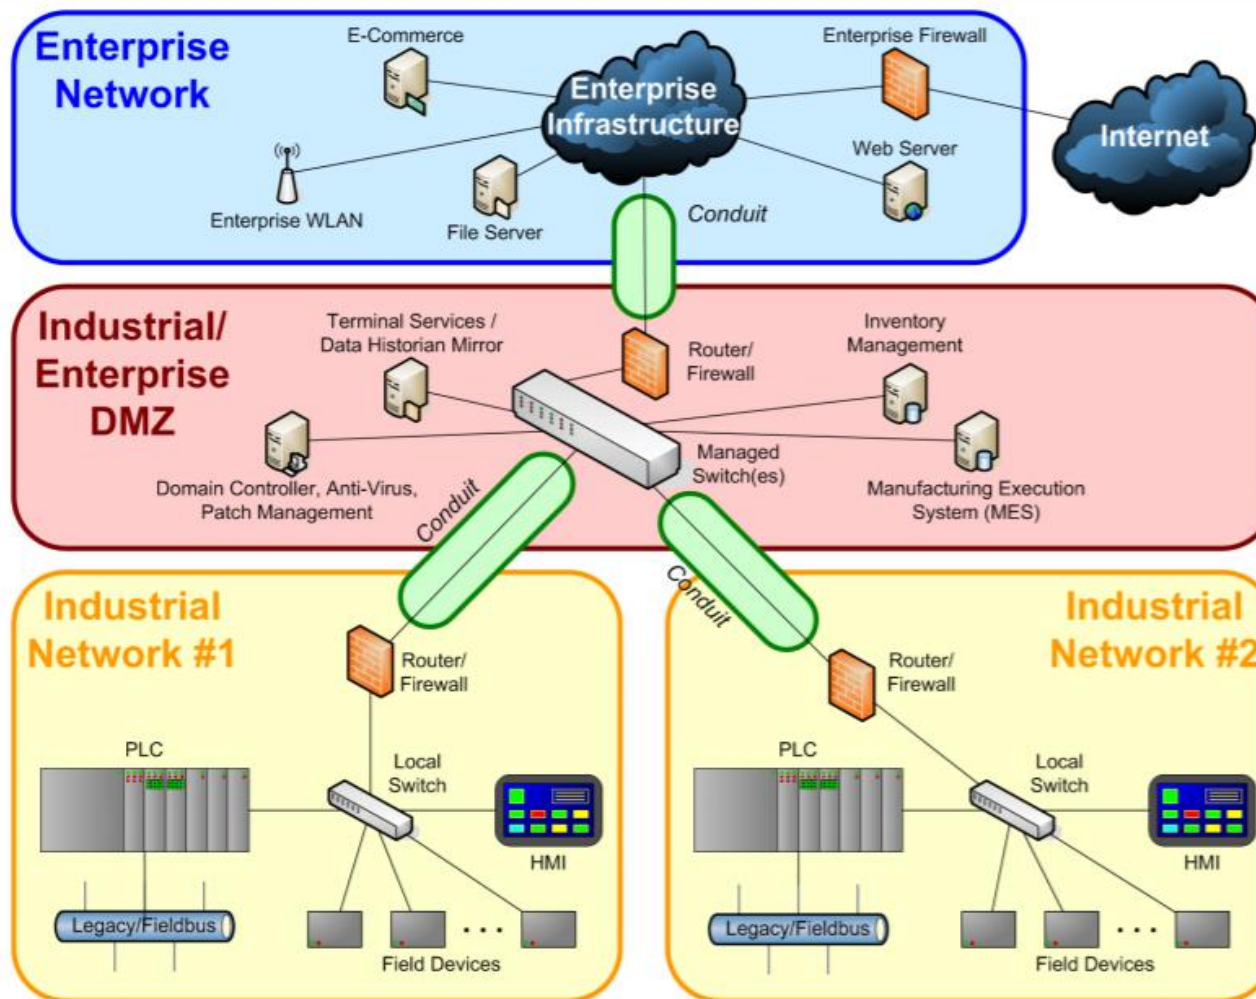 Enterprise
Network
E-Commerce
Enterprise Firewall
Enterprise
Infrastructure
Internet
Web Server
Enterprise WLAN
File Server
Conduit
Industrial/
Enterprise
DMZ
Terminal Services /
Data Historian Mirror
Router/
Firewall
Inventory
Management
Managed
Switch(es)
Domain Controller, Anti-Virus,
Patch Management
Manufacturing Execution
System (MES)
Conduit
Conduit
Industrial
Network #1
Router/
Firewall
PLC
Local
Switch
HMI
Legacy/Fieldbus
• • •
Field Devices
Industrial
Network #2
Router/
Firewall
PLC
Local
Switch
HMI
Legacy/Fieldbus
• • •
Field Devices